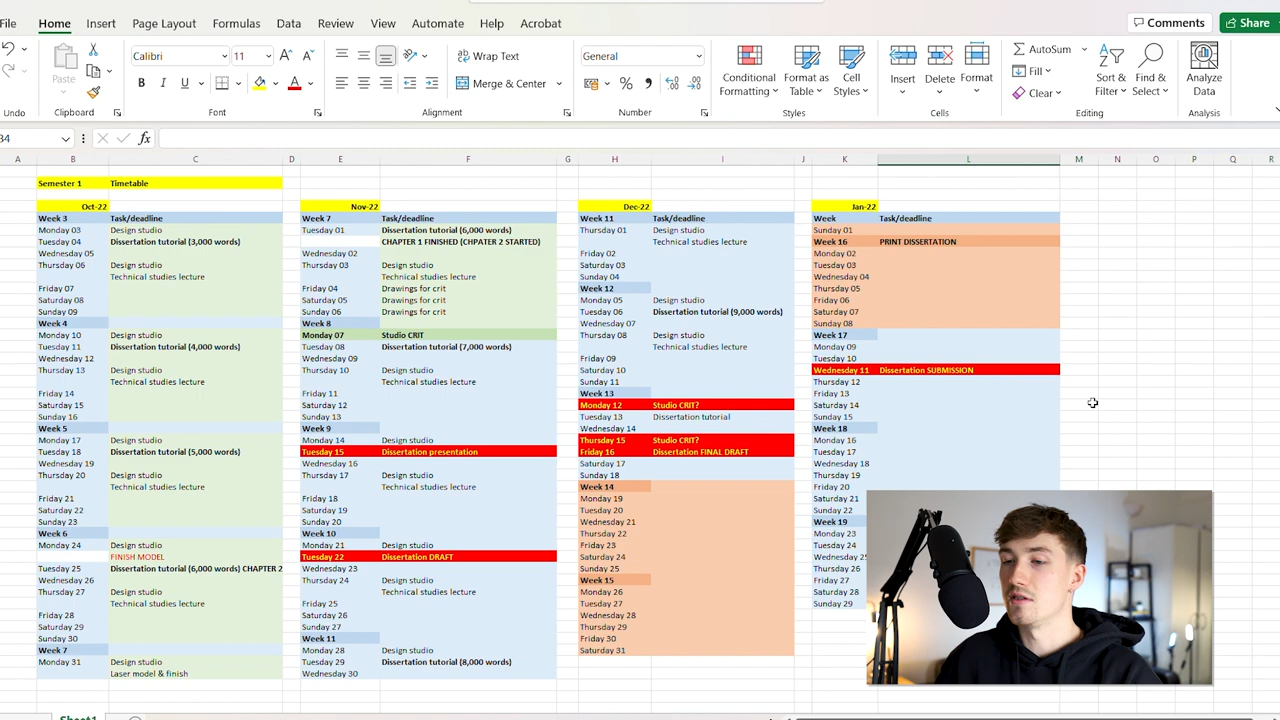 File Home Insert Page Layout Formulas Data Review View Automate Help Acrobat Comments Share
Calibri 11 Wrap Text General AutoSum
Paste Merge & Center Conditional Formatting Format as Table Cell Styles Insert Delete Format Fill Clear Sort & Filter Find & Select Analyze Data
Undo Clipboard Font Alignment Number Styles Cells Editing Analysis
34 fx
A B C D E F G H I J K L M N O P Q R
Semester 1 Timetable
Oct-22
Week 3 Task/deadline
Monday 03 Design studio
Tuesday 04 Dissertation tutorial (3,000 words)
Wednesday 05
Thursday 06 Design studio
Technical studies lecture
Friday 07
Saturday 08
Sunday 09
Week 4
Monday 10 Design studio
Tuesday 11 Dissertation tutorial (4,000 words)
Wednesday 12
Thursday 13 Design studio
Technical studies lecture
Friday 14
Saturday 15
Sunday 16
Week 5
Monday 17 Design studio
Tuesday 18 Dissertation tutorial (5,000 words)
Wednesday 19
Thursday 20 Design studio
Technical studies lecture
Friday 21
Saturday 22
Sunday 23
Week 6
Monday 24 Design studio
FINISH MODEL
Tuesday 25 Dissertation tutorial (6,000 words) CHAPTER 2
Wednesday 26
Thursday 27 Design studio
Technical studies lecture
Friday 28
Saturday 29
Sunday 30
Week 7
Monday 31 Design studio
Laser model & finish
Nov-22
Week 7 Task/deadline
Tuesday 01 Dissertation tutorial (6,000 words)
CHAPTER 1 FINISHED (CHPATER 2 STARTED)
Wednesday 02
Thursday 03 Design studio
Technical studies lecture
Friday 04 Drawings for crit
Saturday 05 Drawings for crit
Sunday 06 Drawings for crit
Week 8
Monday 07 Studio CRIT
Tuesday 08 Dissertation tutorial (7,000 words)
Wednesday 09
Thursday 10 Design studio
Technical studies lecture
Friday 11
Saturday 12
Sunday 13
Week 9
Monday 14 Design studio
Tuesday 15 Dissertation presentation
Wednesday 16
Thursday 17 Design studio
Technical studies lecture
Friday 18
Saturday 19
Sunday 20
Week 10
Monday 21 Design studio
Tuesday 22 Dissertation DRAFT
Wednesday 23
Thursday 24 Design studio
Technical studies lecture
Friday 25
Saturday 26
Sunday 27
Week 11
Monday 28 Design studio
Tuesday 29 Dissertation tutorial (8,000 words)
Wednesday 30
Dec-22
Week 11 Task/deadline
Thursday 01 Design studio
Technical studies lecture
Friday 02
Saturday 03
Sunday 04
Week 12
Monday 05 Design studio
Tuesday 06 Dissertation tutorial (9,000 words)
Wednesday 07
Thursday 08 Design studio
Technical studies lecture
Friday 09
Saturday 10
Sunday 11
Week 13
Monday 12 Studio CRIT?
Tuesday 13 Dissertation tutorial
Wednesday 14
Thursday 15 Studio CRIT?
Friday 16 Dissertation FINAL DRAFT
Saturday 17
Sunday 18
Week 14
Monday 19
Tuesday 20
Wednesday 21
Thursday 22
Friday 23
Saturday 24
Sunday 25
Week 15
Monday 26
Tuesday 27
Wednesday 28
Thursday 29
Friday 30
Saturday 31
Jan-22
Week Task/deadline
Sunday 01
Week 16 PRINT DISSERTATION
Monday 02
Tuesday 03
Wednesday 04
Thursday 05
Friday 06
Saturday 07
Sunday 08
Week 17
Monday 09
Tuesday 10
Wednesday 11 Dissertation SUBMISSION
Thursday 12
Friday 13
Saturday 14
Sunday 15
Week 18
Monday 16
Tuesday 17
Wednesday 18
Thursday 19
Friday 20
Saturday 21
Sunday 22
Week 19
Monday 23
Tuesday 24
Wednesday 25
Thursday 26
Friday 27
Saturday 28
Sunday 29
Sheet1